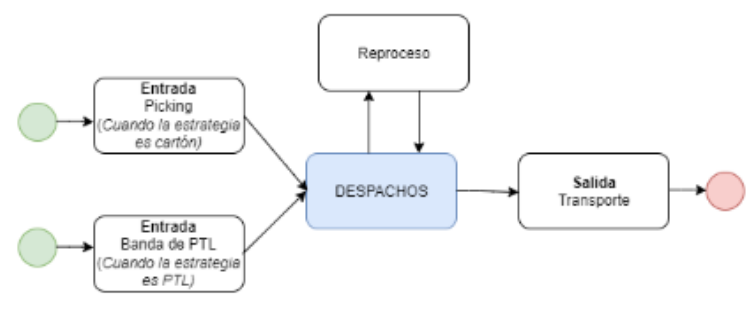 Reproceso
Entrada
Picking
(Cuando la estrategia
es cartón)
DESPACHOS
Salida
Transporte
Entrada
Banda de PTL
(Cuando la estrategia
es PTL)